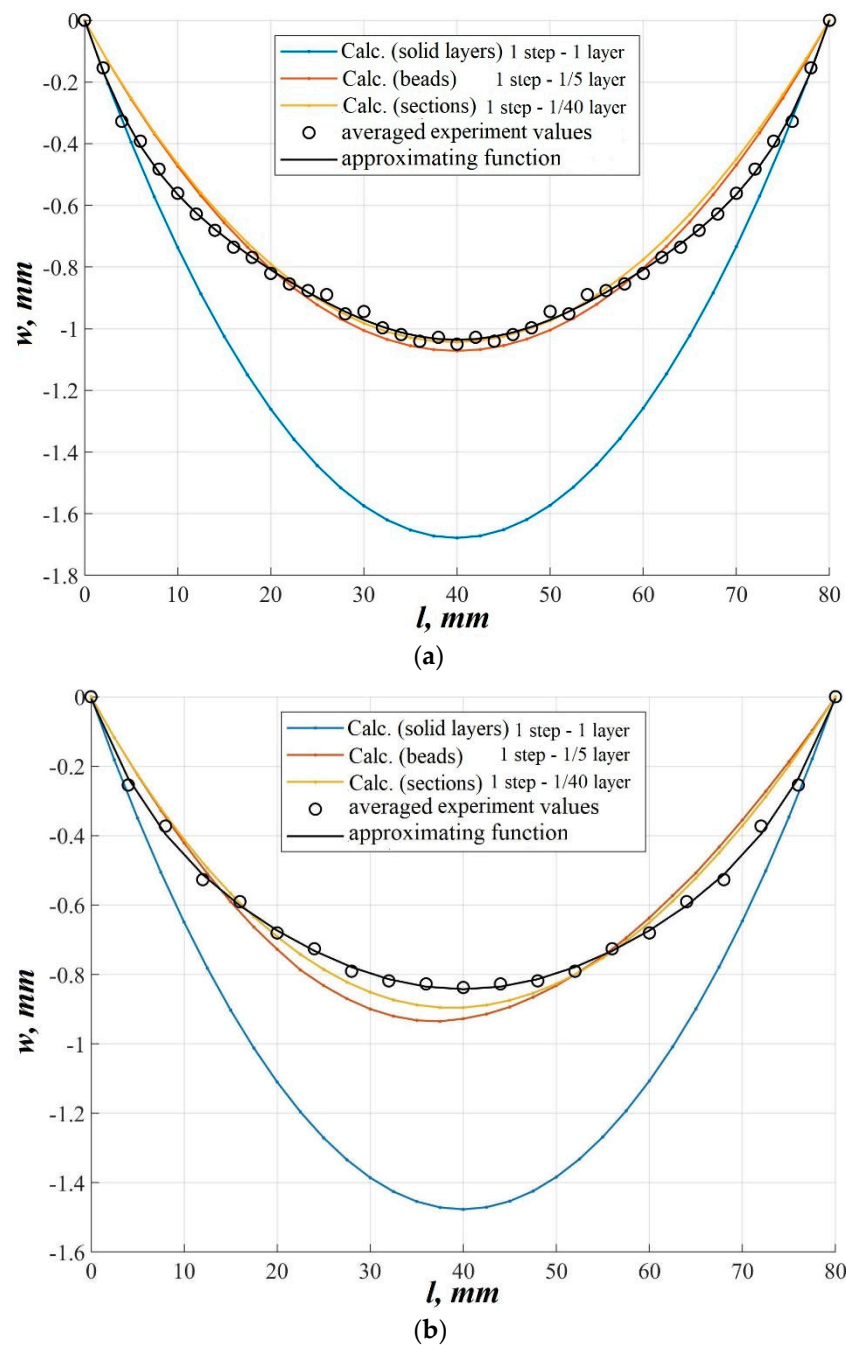 0
-0.2
-0.4
-0.6
-0.8
-1
-1.2
-1.4
-1.6
-1.8
w, mm
Calc. (solid layers) 1 step - 1 layer
Calc. (beads) 1 step - 1/5 layer
Calc. (sections) 1 step - 1/40 layer
averaged experiment values
approximating function
0 10 20 30 40 50 60 70 80
l, mm
(a)
0
-0.2
-0.4
-0.6
-0.8
-1
-1.2
-1.4
-1.6
w, mm
Calc. (solid layers) 1 step - 1 layer
Calc. (beads) 1 step - 1/5 layer
Calc. (sections) 1 step - 1/40 layer
averaged experiment values
approximating function
0 10 20 30 40 50 60 70 80
l, mm
(b)